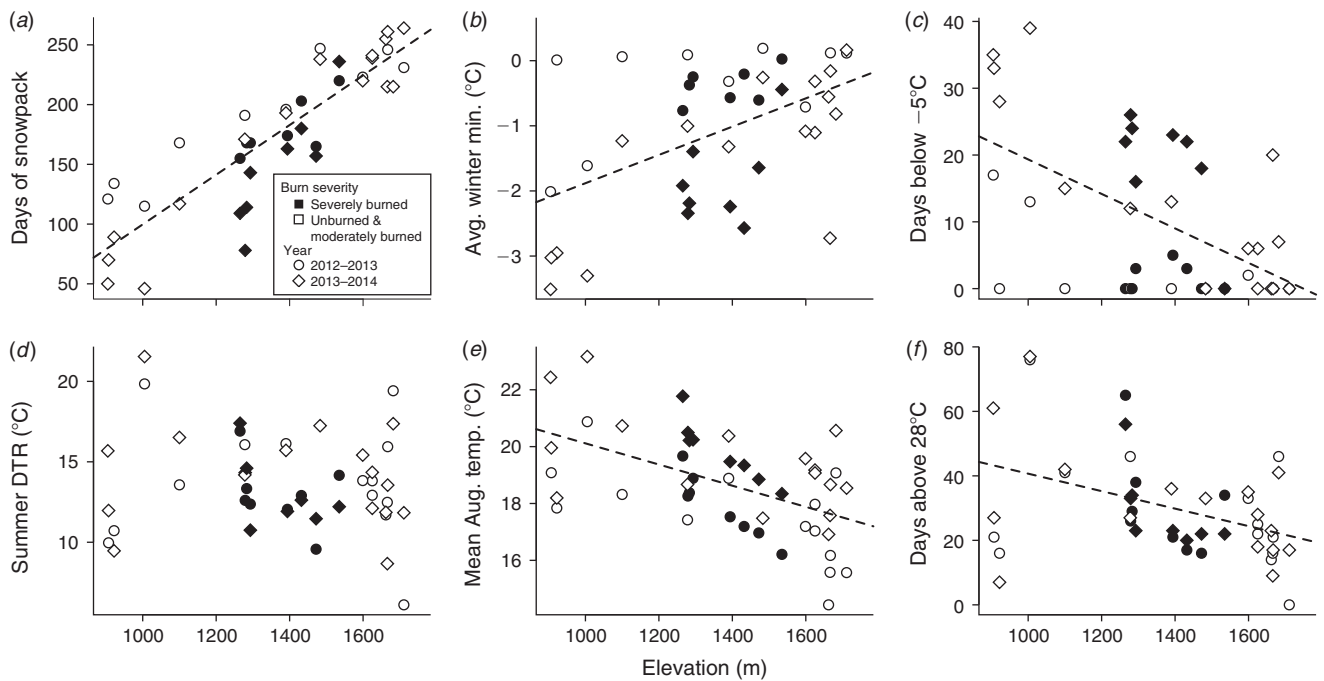 (a)
Days of snowpack
250
200
150
100
50
Burn severity
Severely burned
Unburned &
moderately burned
Year
2012–2013
2013–2014
(b)
Avg. winter min. (°C)
0
−1
−2
−3
(c)
Days below −5°C
40
30
20
10
0
(d)
Summer DTR (°C)
20
15
10
1000 1200 1400 1600
(e)
Mean Aug. temp. (°C)
22
20
18
16
1000 1200 1400 1600
(f)
Days above 28°C
80
60
40
20
0
1000 1200 1400 1600
Elevation (m)